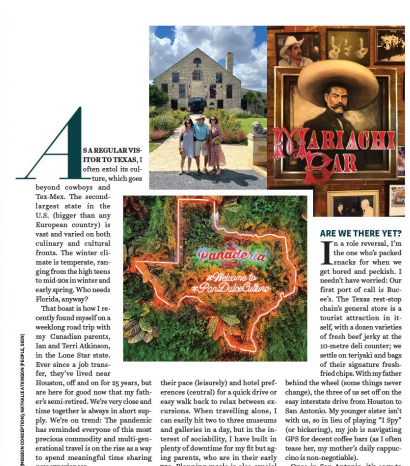 MARIACHI
BAR
AS A REGULAR VIS-
ITOR TO TEXAS, I
often extol its cul-
ture, which goes
beyond cowboys and
Tex-Mex. The second-
largest state in the
U.S. (bigger than any
European country) is
vast and varied on both
culinary and cultural
fronts. The winter cli-
mate is temperate, ran-
ging from the high teens
to mid-20s in winter and
early spring. Who needs
Florida, anyway?
That boast is how I re-
cently found myself on a
weeklong road trip with
my Canadian parents,
Ian and Terri Atkinson,
in the Lone Star state.
Ever since a job trans-
fer, they've lived near
Houston, off and on for 25 years, but
are here for good now that my fath-
er's semi-retired. We're very close and
time together is always in short sup-
ply. We're on trend: The pandemic
has reminded everyone of this most
precious commodity and multi-gen-
erational travel is on the rise as a way
to spend meaningful time sharing
Panaderia
#Welcome to
#PanDulceCultino
their pace (leisurely) and hotel pref-
erences (central) for a quick drive or
easy walk back to relax between ex-
cursions. When travelling alone, I
can easily hit two to three museums
and galleries in a day, but in the in-
terest of sociability, I have built in
plenty of downtime for my fit but ag-
ing parents, who are in their early
ARE WE THERE YET?
In a role reversal, I'm
the one who's packed
snacks for when we
get bored and peckish. I
needn't have worried: Our
first port of call is Buc-
ee's. The Texas rest-stop
chain's general store is a
tourist attraction in it-
self, with a dozen varieties
of fresh beef jerky at the
10-metre deli counter; we
settle on teriyaki and bags
of their signature fresh-
fried chips. With my father
behind the wheel (some things never
change), the three of us set off on the
easy interstate drive from Houston to
San Antonio. My younger sister isn't
with us, so in lieu of playing "I Spy"
(or bickering), my job is navigating
GPS for decent coffee bars (as I often
tease her, my mother's daily cappuc-
cino is non-negotiable).